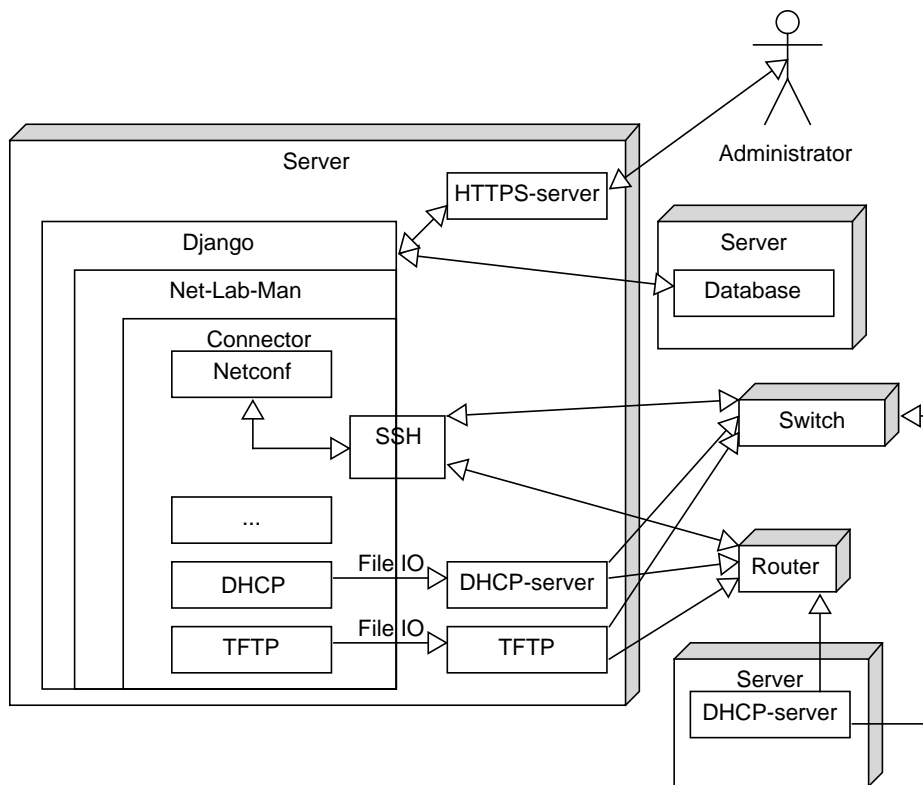 Administrator
Server
HTTPS-server
Django
Server
Net-Lab-Man
Database
Connector
Netconf
SSH
Switch
...
File IO
DHCP
DHCP-server
Router
File IO
TFTP
TFTP
Server
DHCP-server